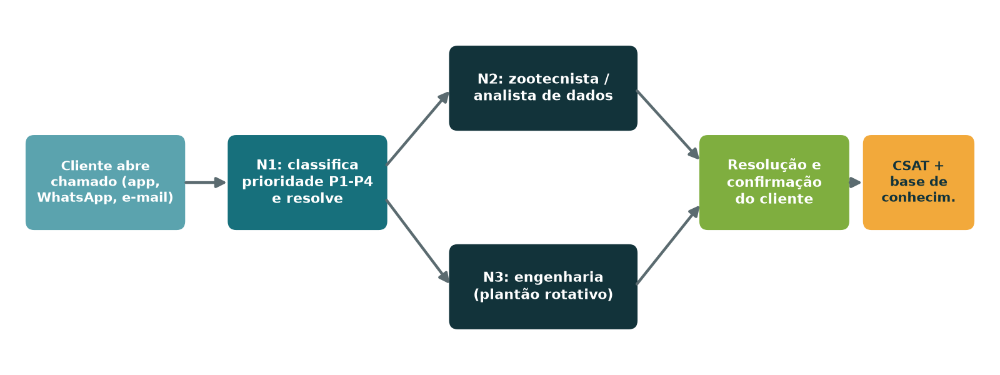 Cliente abre
chamado (app,
WhatsApp, e-mail)
N1: classifica
prioridade P1-P4
e resolve
N2: zootecnista /
analista de dados
N3: engenharia
(plantão rotativo)
Resolução e
confirmação
do cliente
CSAT +
base de
conhecim.